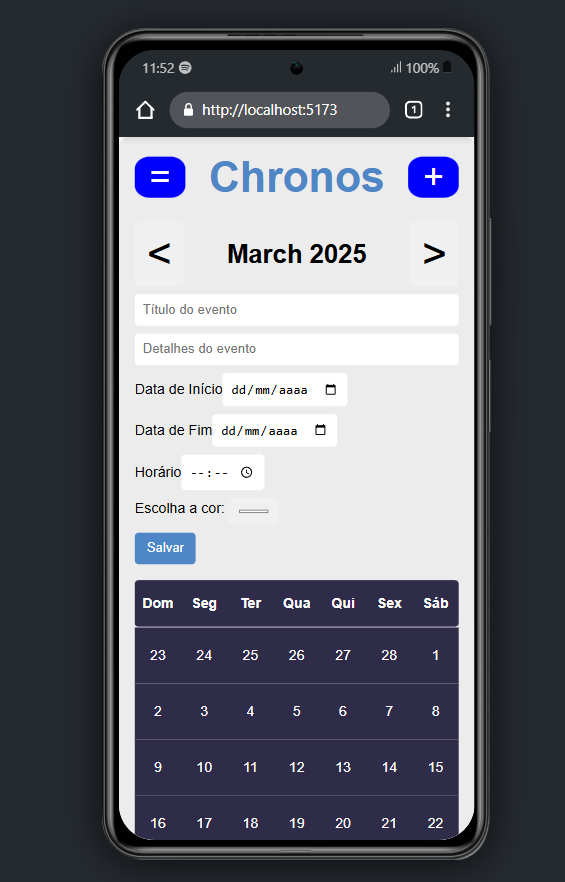 11:52 100%
http://localhost:5173 1
= Chronos +
< March 2025 >
Título do evento
Detalhes do evento
Data de Início dd/mm/aaaa
Data de Fim dd/mm/aaaa
Horário --:--
Escolha a cor:
Salvar
Dom Seg Ter Qua Qui Sex Sáb
23 24 25 26 27 28 1
2 3 4 5 6 7 8
9 10 11 12 13 14 15
16 17 18 19 20 21 22